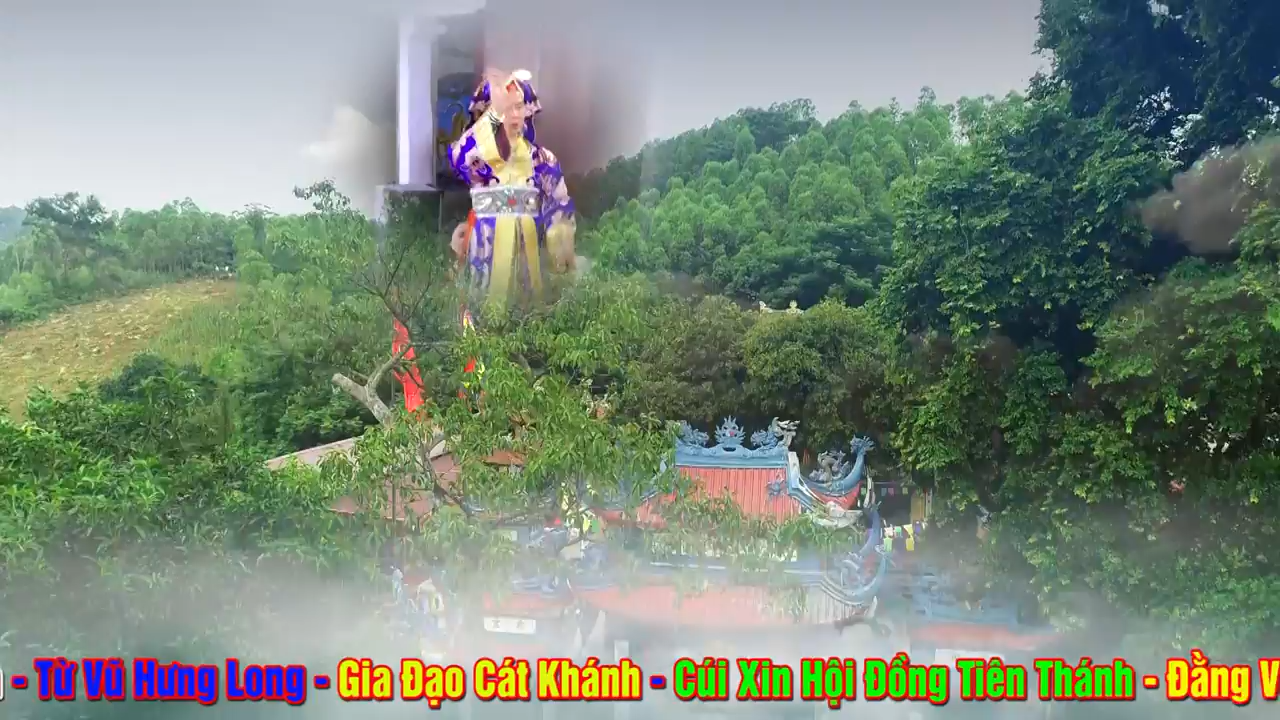 - Từ Vũ Hưng Long - Gia Đạo Cát Khánh - Cúi Xin Hội Đồng Tiên Thánh - Đằng V